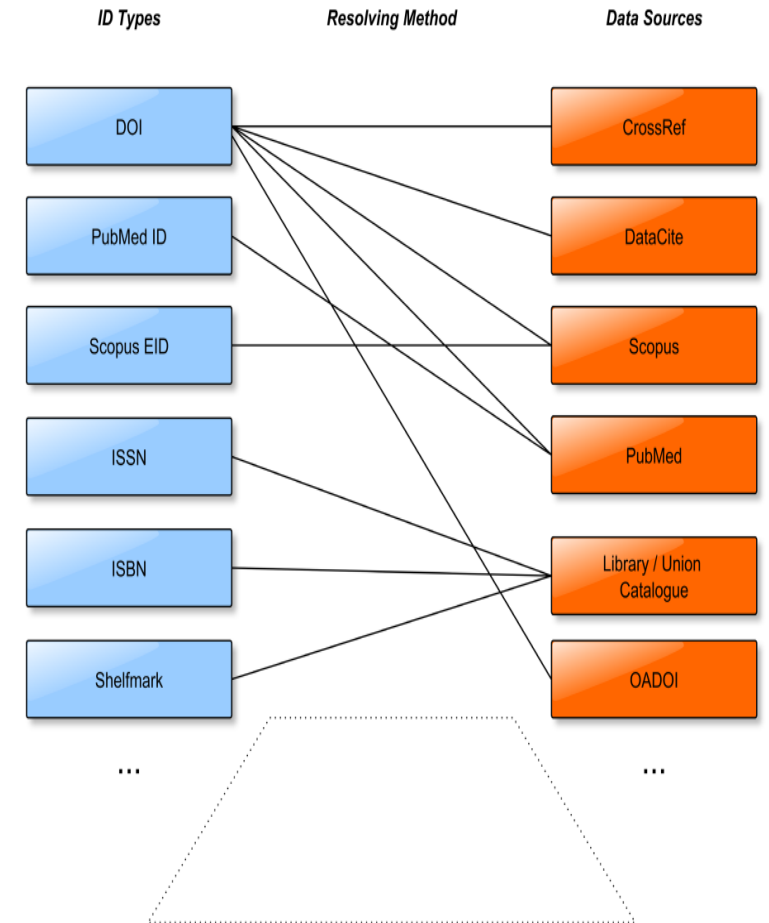 ID Types
Resolving Method
Data Sources
DOI
CrossRef
PubMed ID
DataCite
Scopus EID
Scopus
ISSN
PubMed
ISBN
Library / Union
Catalogue
Shelfmark
OADOI
...
...